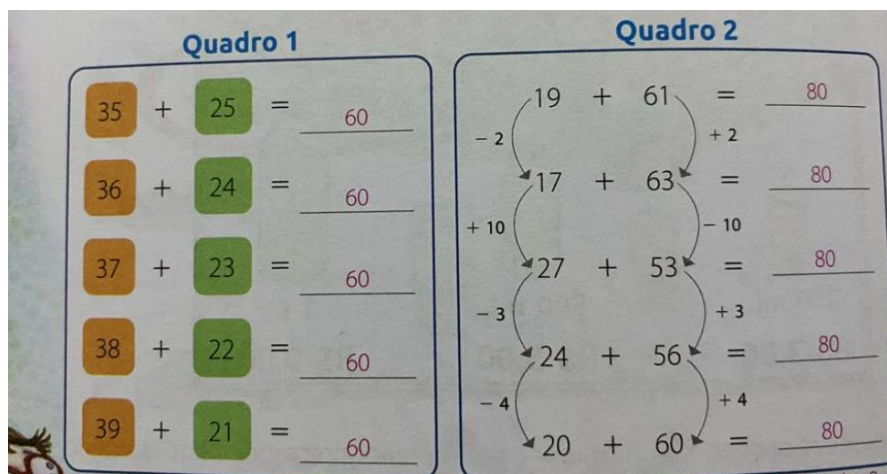 Quadro 1
35 + 25 = 60
36 + 24 = 60
37 + 23 = 60
38 + 22 = 60
39 + 21 = 60
Quadro 2
19 + 61 = 80
− 2 + 2
17 + 63 = 80
+ 10 − 10
27 + 53 = 80
− 3 + 3
24 + 56 = 80
− 4 + 4
20 + 60 = 80